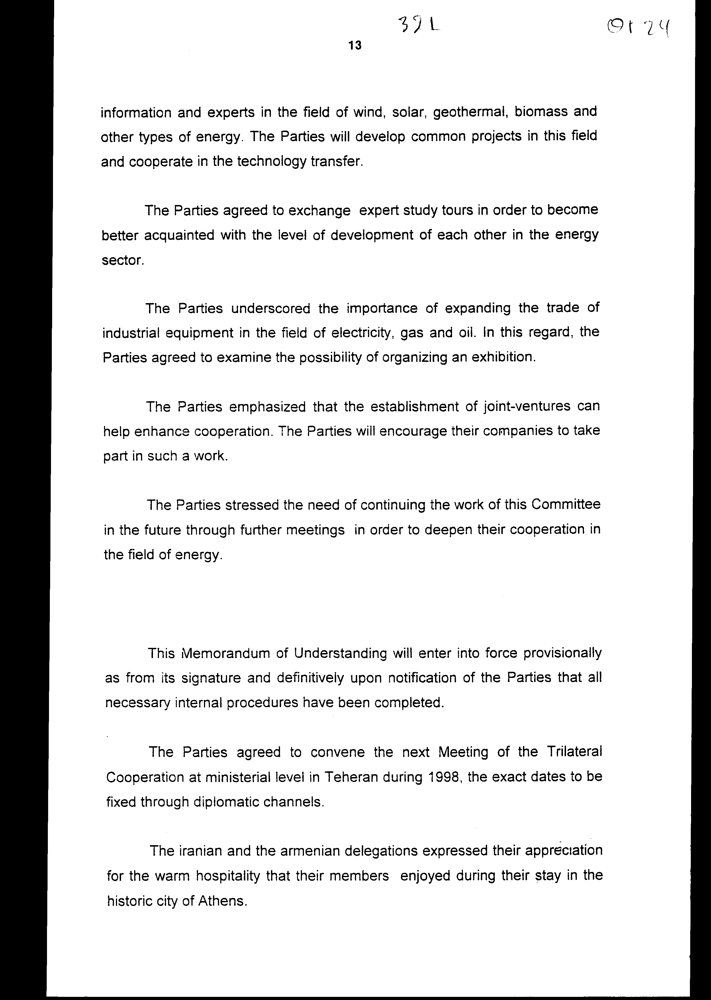 13
information and experts in the field of wind, solar, geothermal, biomass and
other types of energy. The Parties will develop common projects in this field
and cooperate in the technology transfer.
The Parties agreed to exchange expert study tours in order to become
better acquainted with the level of development of each other in the energy
sector.
The Parties underscored the importance of expanding the trade of
industrial equipment in the field of electricity, gas and oil. In this regard, the
Parties agreed to examine the possibility of organizing an exhibition.
The Parties emphasized that the establishment of joint-ventures can
help enhance cooperation. The Parties will encourage their companies to take
part in such a work.
The Parties stressed the need of continuing the work of this Committee
in the future through further meetings in order to deepen their cooperation in
the field of energy.
This Memorandum of Understanding will enter into force provisionally
as from its signature and definitively upon notification of the Parties that all
necessary internal procedures have been completed.
The Parties agreed to convene the next Meeting of the Trilateral
Cooperation at ministerial level in Teheran during 1998, the exact dates to be
fixed through diplomatic channels.
The iranian and the armenian delegations expressed their appreciation
for the warm hospitality that their members enjoyed during their stay in the
historic city of Athens.